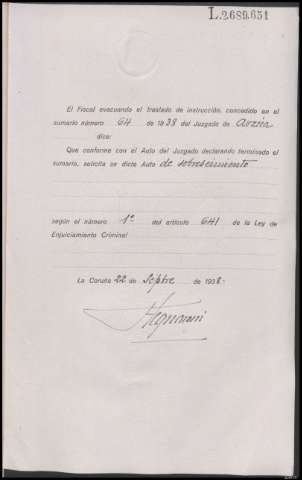 L.2689.651
El Fiscal evacuando el traslado de instrucción, concedido en el
sumario número 64 de 1938 del Juzgado de Arzúa
dice:
Que conforme con el Auto del Juzgado declarando terminado el
sumario, solicita se dicte Auto de sobreseimiento
según el número 1º del artículo 641 de la Ley de
Enjuiciamiento Criminal
La Coruña 22 de Sepbre de 1938